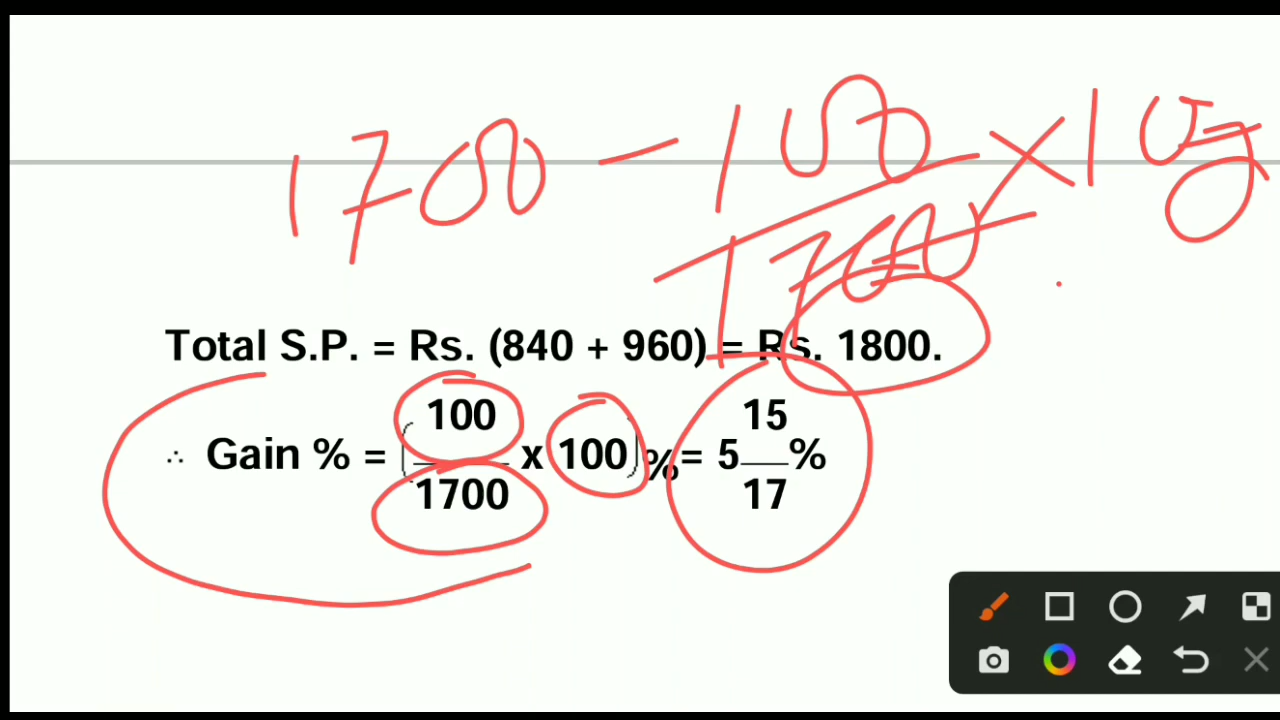 1700 - 100 × 100
1700
Total S.P. = Rs. (840 + 960) = Rs. 1800.
∴ Gain % = (100/1700 x 100)% = 5 15/17 %